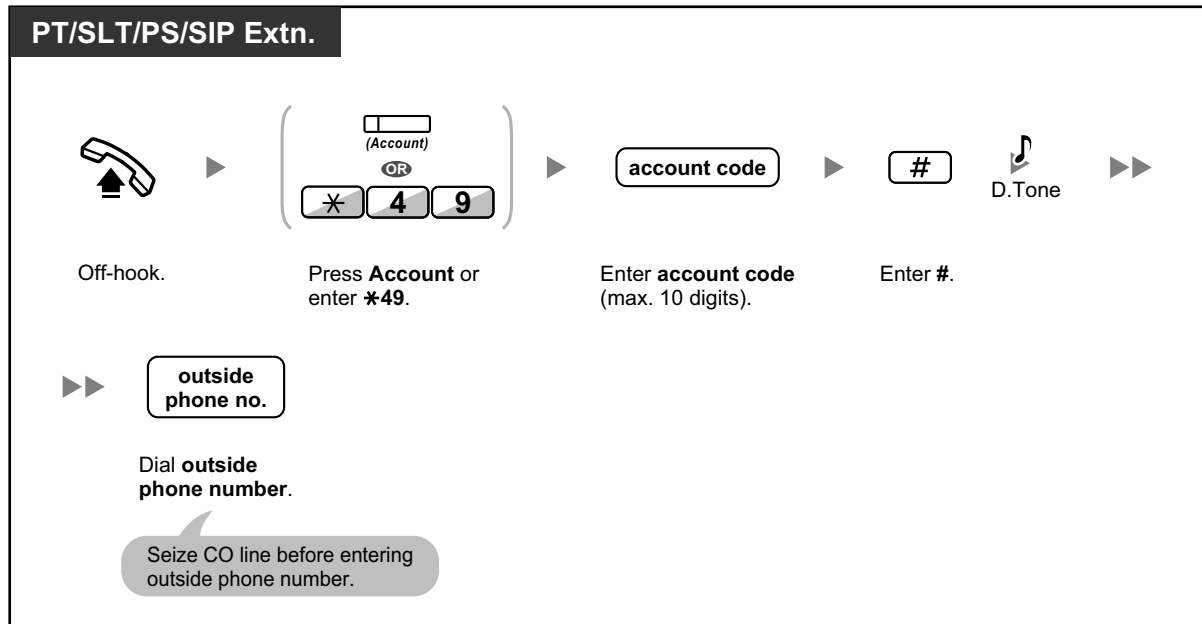 PT/SLT/PS/SIP Extn.
(Account)
OR
* 4 9
account code
#
D.Tone
Off-hook.
Press Account or
enter *49.
Enter account code
(max. 10 digits).
Enter #.
outside
phone no.
Dial outside
phone number.
Seize CO line before entering
outside phone number.